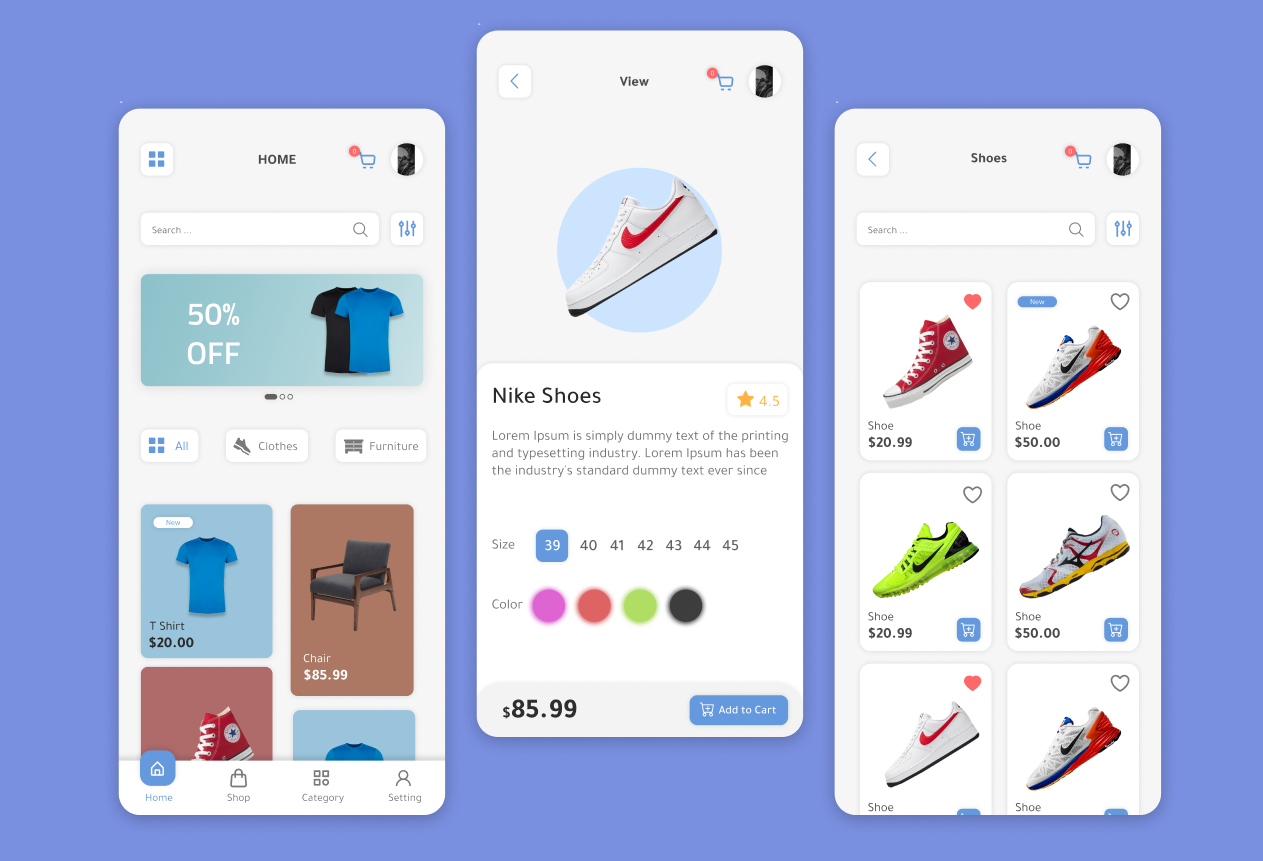 HOME
0
Search ...
50%
OFF
All
Clothes
Furniture
New
T Shirt
$20.00
Chair
$85.99
Home
Shop
Category
Setting
View
0
Nike Shoes
4.5
Lorem Ipsum is simply dummy text of the printing
and typesetting industry. Lorem Ipsum has been
the industry's standard dummy text ever since
Size
39 40 41 42 43 44 45
Color
$85.99
Add to Cart
Shoes
0
Search ...
Shoe
$20.99
New
Shoe
$50.00
Shoe
$20.99
Shoe
$50.00
Shoe
Shoe